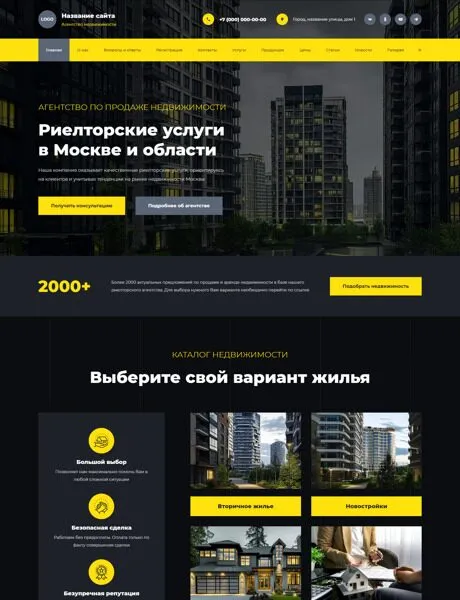 LOGO
Название сайта
Агентство недвижимости
+7 (000) 000-00-00
Город, название улицы, дом 1
Главная
О нас
Вопросы и ответы
Регистрация
Контакты
Услуги
Продукция
Цены
Статьи
Новости
Галерея
АГЕНТСТВО ПО ПРОДАЖЕ НЕДВИЖИМОСТИ
Риелторские услуги
в Москве и области
Наша компания оказывает качественные риелторские услуги, ориентируясь
на клиентов и учитывая тенденции на рынке недвижимости Москвы
Получить консультацию
Подробнее об агентстве
2000+
Более 2000 актуальных предложений по продаже и аренде недвижимости в базе нашего
риелторского агентства. Для выбора нужного Вам варианта необходимо перейти по ссылке
Подобрать недвижимость
КАТАЛОГ НЕДВИЖИМОСТИ
Выберите свой вариант жилья
Большой выбор
Позволяет нам максимально помочь Вам в
любой сложной ситуации
Безопасная сделка
Работаем без предоплаты. Оплата только по
факту совершения сделки
Безупречная репутация
Вторичное жилье
Новостройки